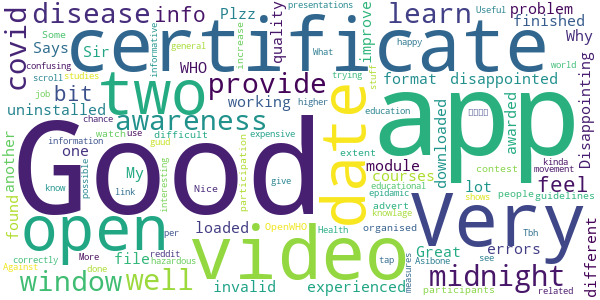 covid
disease
info
Plzz
certificate
learn
problem
finished
Some
Says
Sir
WHO
presentations
What
informative
general
increase
quality
happy
improve
Useful
Why
world
confusing
scroll
studies
job
bit
two
provide
working
higher
trying
stuff
format
disappointed
Disappointing
uninstalled
awareness
date
app
downloaded
awarded
chance
information
use
one
watch
difficult
guud
expensive
education
kinda
movement
another
found
Good
participation
extent
module
contest
My
know
possible
link
interesting
Nice
give
courses
educational
epidemic
knowlage
lot
people
feel
guidelines
open
video
Very
advert
shows
different
loaded
OpenWHD
Health
organised
Great
errors
Tbh
correctly
More
per
file
reddit
Against
done
hazardous
tap
measures
Assibone
see
window
well
invalid
experienced
midnight
participants
related